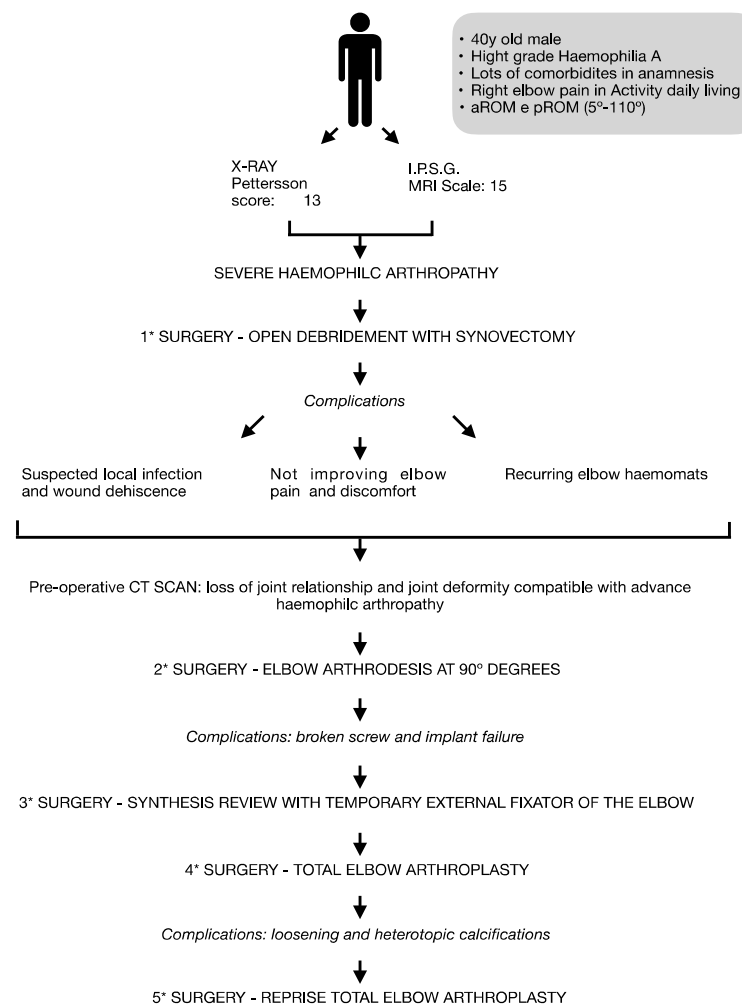 • 40y old male
• Hight grade Haemophilia A
• Lots of comorbidites in anamnesis
• Right elbow pain in Activity daily living
• aROM e pROM (5º-110º)
X-RAY
Pettersson
score: 13
I.P.S.G.
MRI Scale: 15
SEVERE HAEMOPHILC ARTHROPATHY
1* SURGERY - OPEN DEBRIDEMENT WITH SYNOVECTOMY
Complications
Suspected local infection
and wound dehiscence
Not improving elbow
pain and discomfort
Recurring elbow haemomats
Pre-operative CT SCAN: loss of joint relationship and joint deformity compatible with advance
haemophilc arthropathy
2* SURGERY - ELBOW ARTHRODESIS AT 90º DEGREES
Complications: broken screw and implant failure
3* SURGERY - SYNTHESIS REVIEW WITH TEMPORARY EXTERNAL FIXATOR OF THE ELBOW
4* SURGERY - TOTAL ELBOW ARTHROPLASTY
Complications: loosening and heterotopic calcifications
5* SURGERY - REPRISE TOTAL ELBOW ARTHROPLASTY